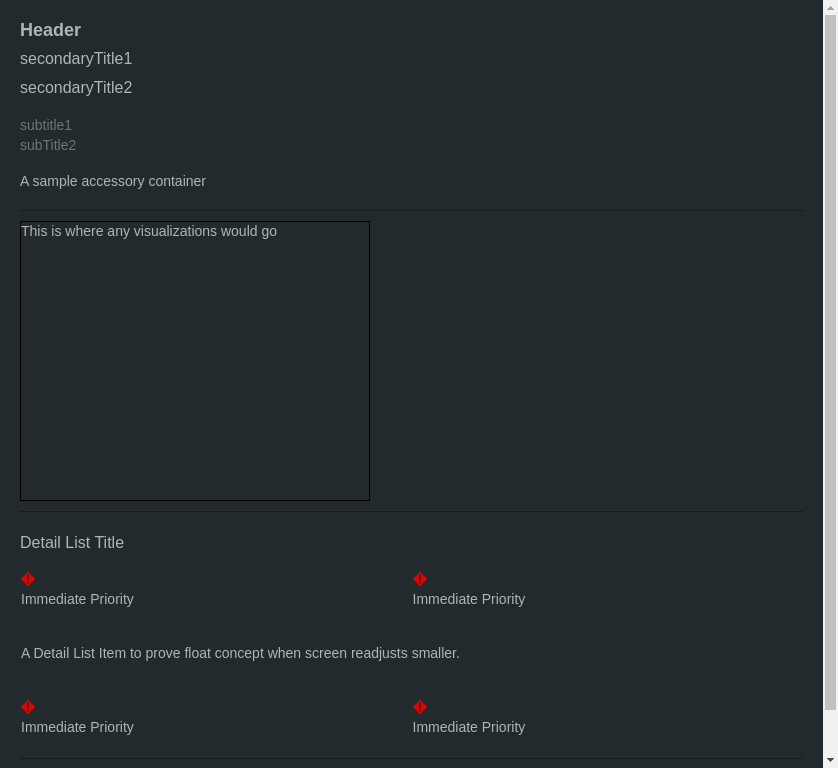 Header
secondaryTitle1
secondaryTitle2
subtitle1
subTitle2
A sample accessory container
This is where any visualizations would go
Detail List Title
Immediate Priority
Immediate Priority
A Detail List Item to prove float concept when screen readjusts smaller.
Immediate Priority
Immediate Priority